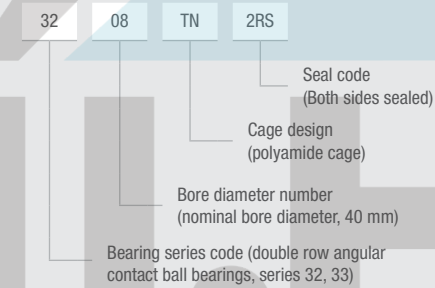 32 08 TN 2RS
Seal code
(Both sides sealed)
Cage design
(polyamide cage)
Bore diameter number
(nominal bore diameter, 40 mm)
Bearing series code (double row angular
contact ball bearings, series 32, 33)